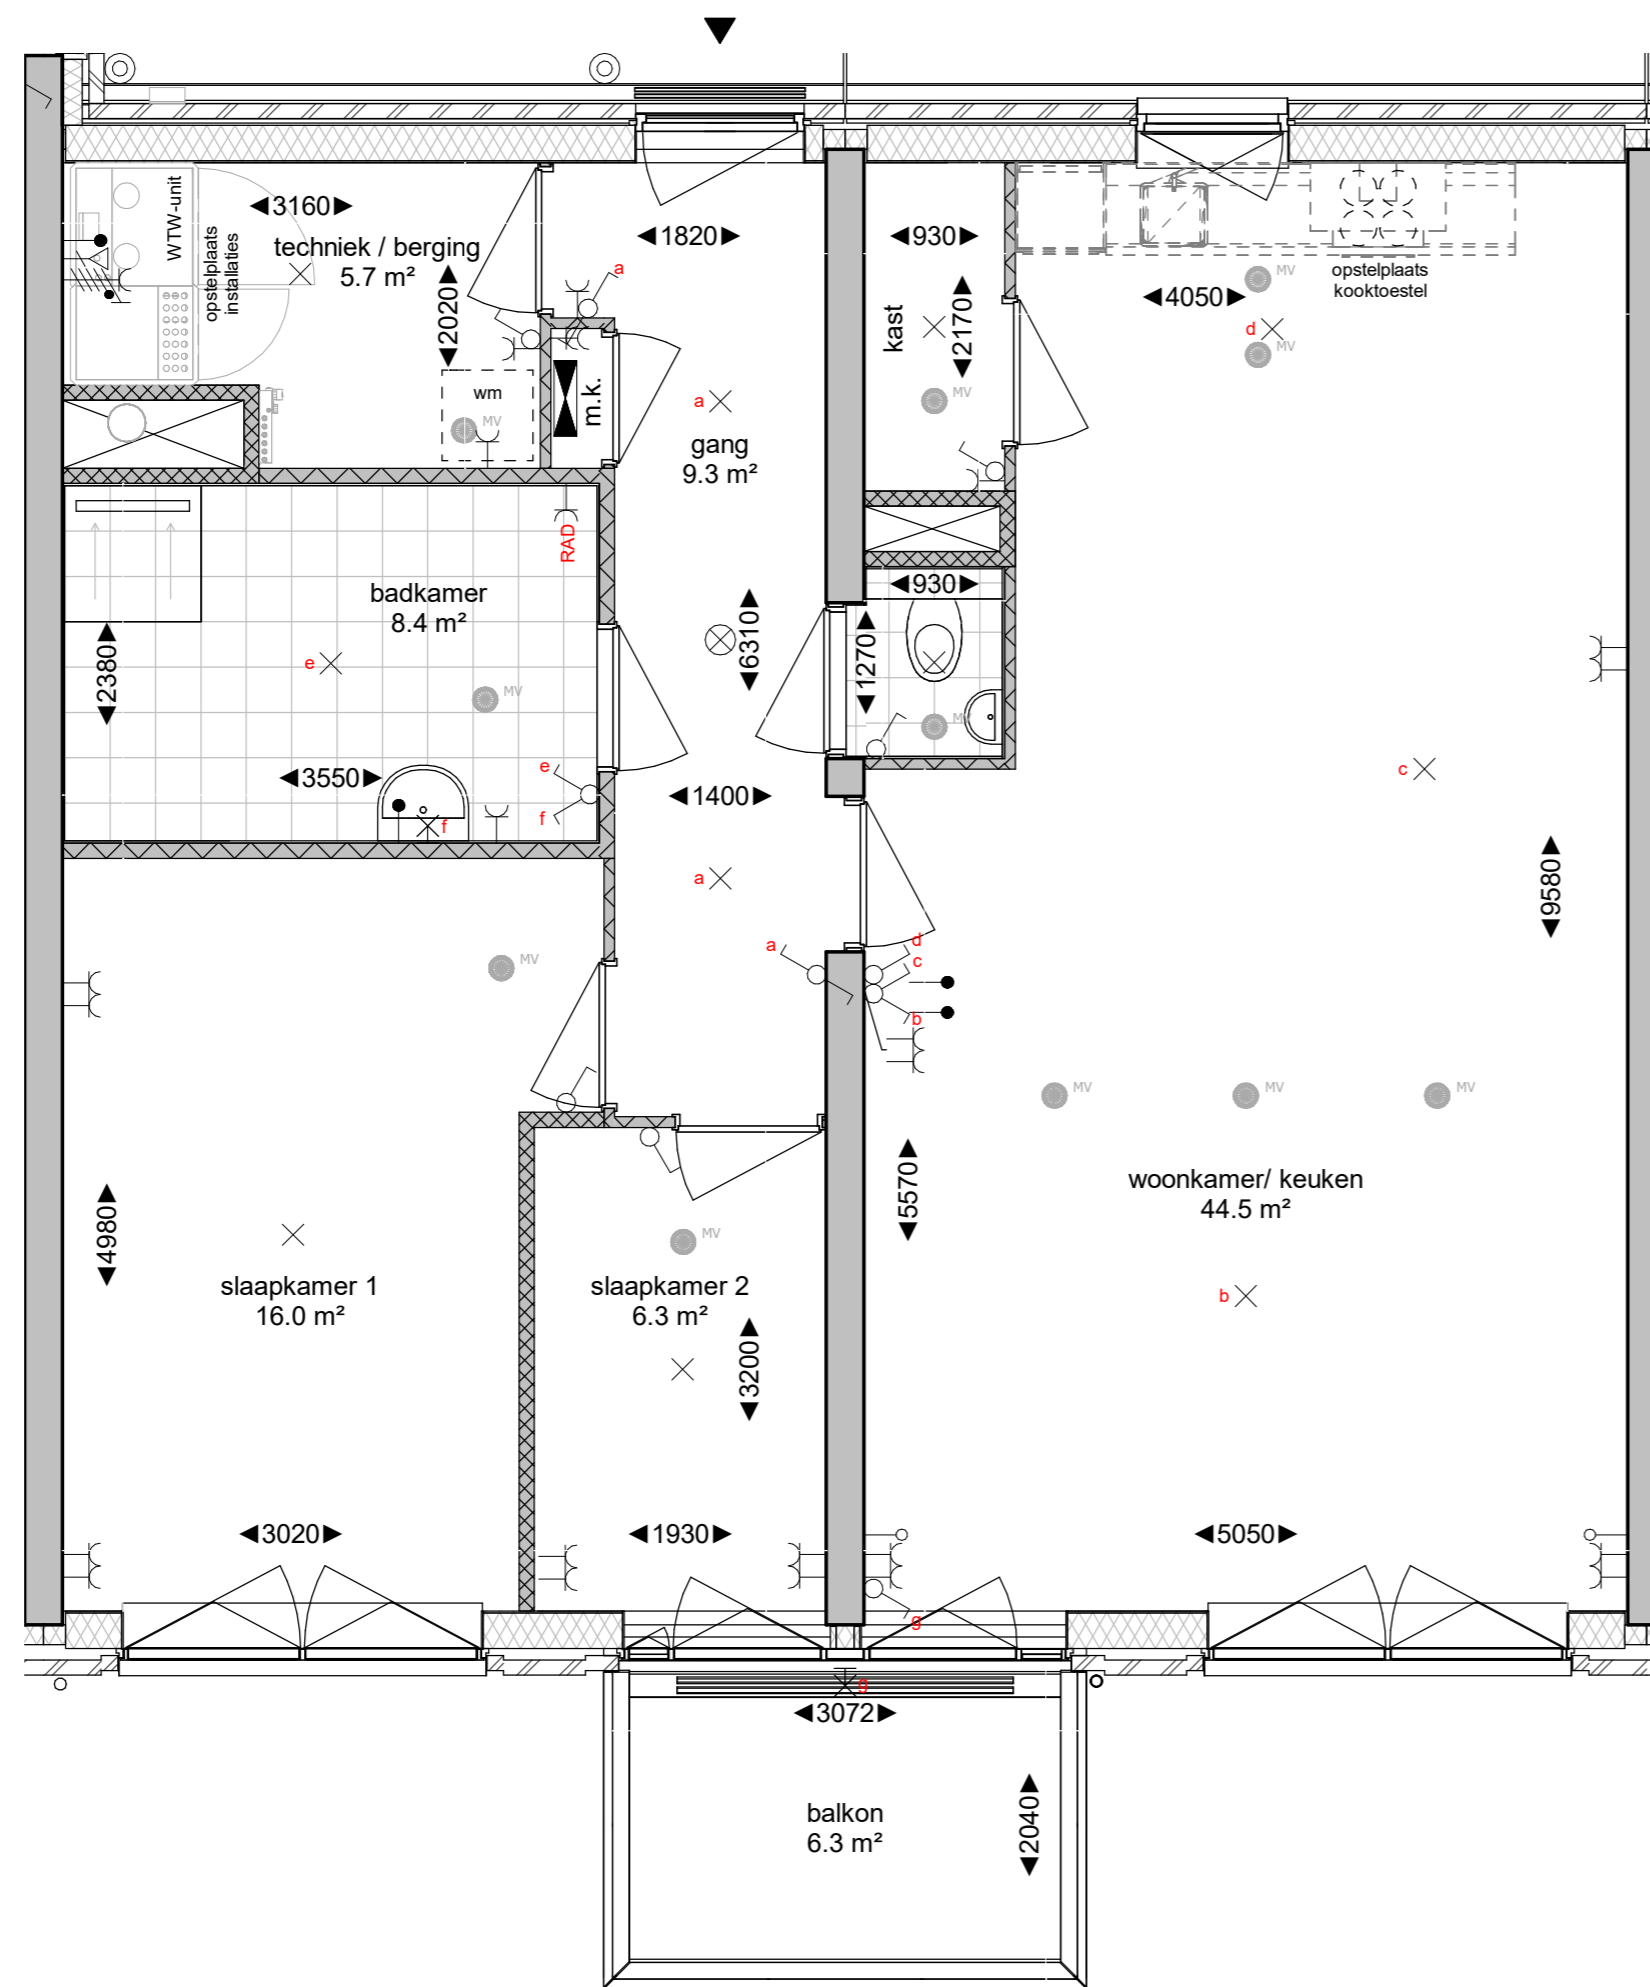 WTW-unit
opstelplaats
installaties
3160
techniek / berging
5.7 m²
2020
wm
MV
m.k.
1820
a
a
gang
9.3 m²
930
kast
2170
MV
4050
MV
d
MV
opstelplaats
kooktoestel
RAD
badkamer
8.4 m²
2380
e
MV
3550
e
f
f
6310
930
1270
MV
1400
a
a
c
9580
d
c
b
MV
MV
MV
MV
5570
woonkamer/ keuken
44.5 m²
b
4980
slaapkamer 1
16.0 m²
MV
slaapkamer 2
6.3 m²
3200
3020
1930
5050
g
g
3072
balkon
6.3 m²
2040